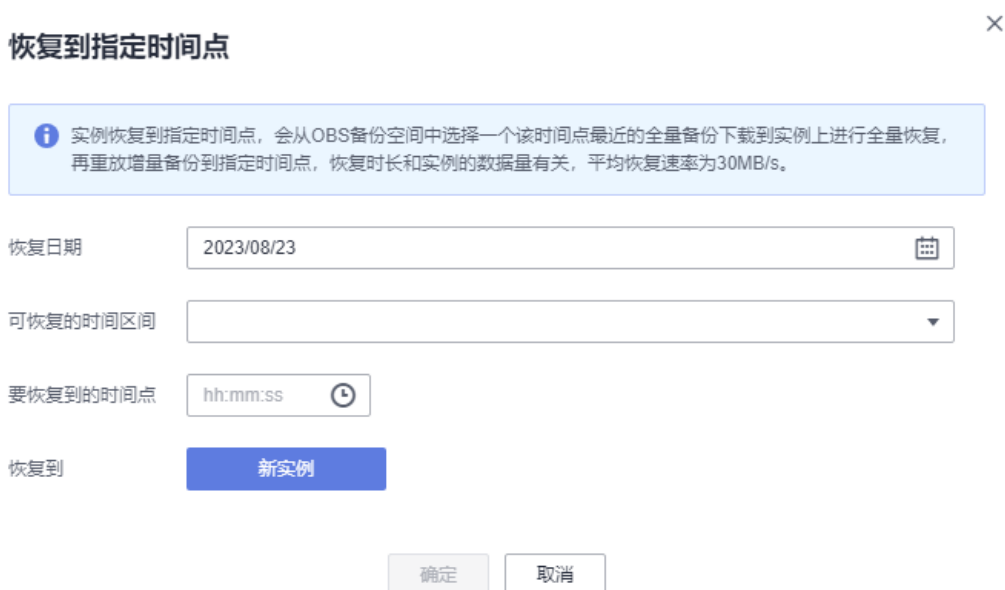 恢复到指定时间点
实例恢复到指定时间点，会从OBS备份空间中选择一个该时间点最近的全量备份下载到实例上进行全量恢复，
再重放增量备份到指定时间点，恢复时长和实例的数据量有关，平均恢复速率为30MB/s。
恢复日期 2023/08/23
可恢复的时间区间
要恢复到的时间点 hh:mm:ss
恢复到 新实例
确定 取消